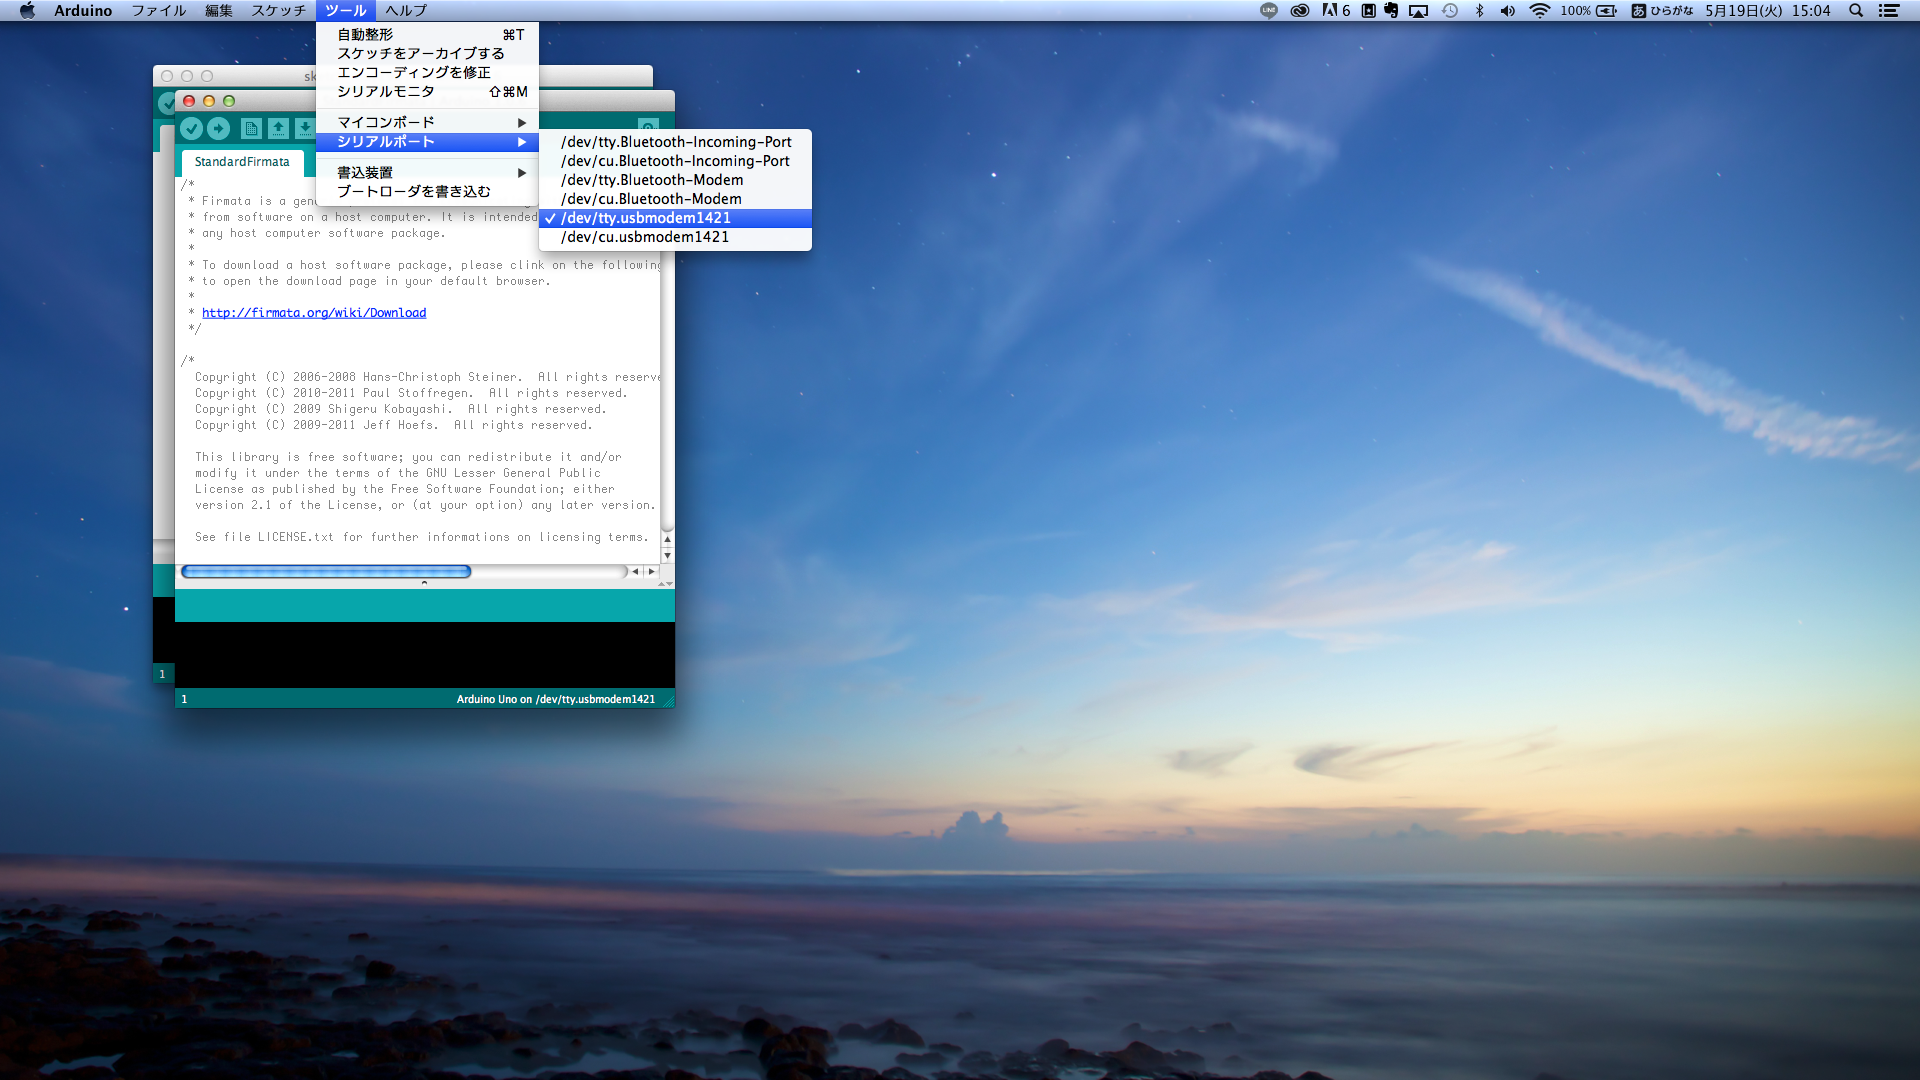 Arduino ファイル 編集 スケッチ ツール ヘルプ
LINE 6 100% あ ひらがな 5月19日(火) 15:04
sk
自動整形 ⌘T
スケッチをアーカイブする
エンコーディングを修正
シリアルモニタ ⇧⌘M
マイコンボード ▶
シリアルポート ▶
書込装置 ▶
ブートローダを書き込む
/dev/tty.Bluetooth-Incoming-Port
/dev/cu.Bluetooth-Incoming-Port
/dev/tty.Bluetooth-Modem
/dev/cu.Bluetooth-Modem
✓ /dev/tty.usbmodem1421
/dev/cu.usbmodem1421
StandardFirmata
/*
* Firmata is a gene
* from software on a host computer. It is intended
* any host computer software package.
*
* To download a host software package, please clink on the following
* to open the download page in your default browser.
*
* http://firmata.org/wiki/Download
*/
/*
Copyright (C) 2006-2008 Hans-Christoph Steiner.  All rights reserve
Copyright (C) 2010-2011 Paul Stoffregen.  All rights reserved.
Copyright (C) 2009 Shigeru Kobayashi.  All rights reserved.
Copyright (C) 2009-2011 Jeff Hoefs.  All rights reserved.
This library is free software; you can redistribute it and/or
modify it under the terms of the GNU Lesser General Public
License as published by the Free Software Foundation; either
version 2.1 of the License, or (at your option) any later version.
See file LICENSE.txt for further informations on licensing terms.
1
1 Arduino Uno on /dev/tty.usbmodem1421